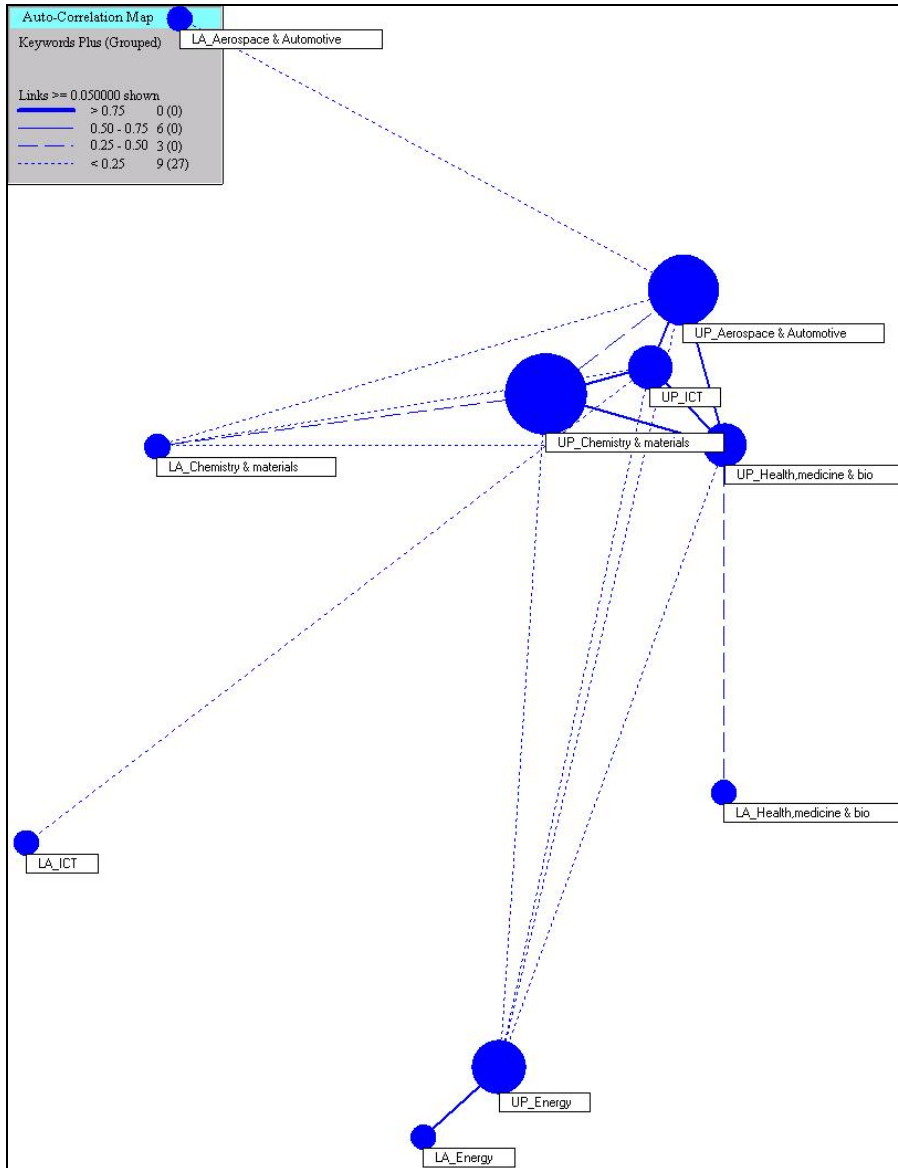 Auto-Correlation Map
Keywords Plus (Grouped)
Links >= 0.050000 shown
> 0.75 0 (0)
0.50 - 0.75 6 (0)
0.25 - 0.50 3 (0)
< 0.25 9 (27)
LA_Aerospace & Automotive
UP_Aerospace & Automotive
UP_ICT
UP_Chemistry & materials
LA_Chemistry & materials
UP_Health,medicine & bio
LA_Health,medicine & bio
LA_ICT
UP_Energy
LA_Energy